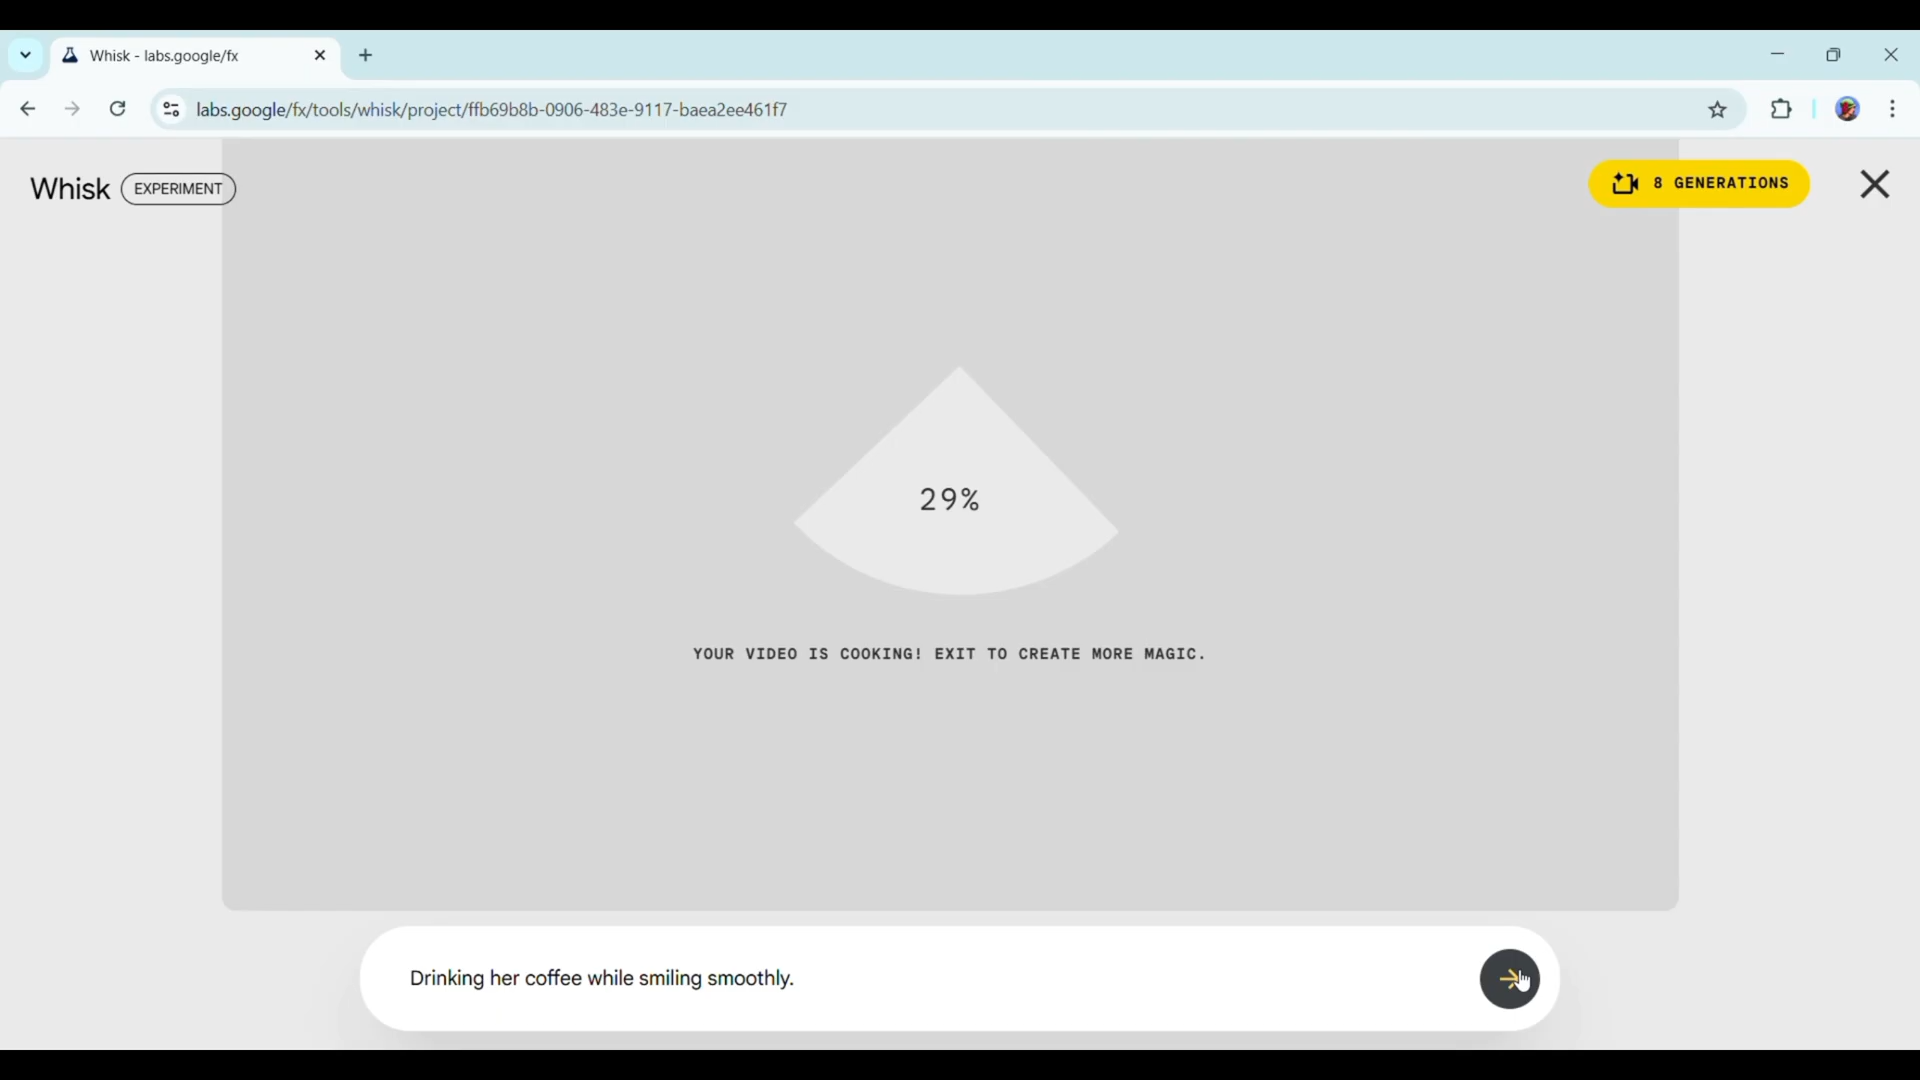 Whisk - labs.google/fx
labs.google/fx/tools/whisk/project/ffb69b8b-0906-483e-9117-baea2ee461f7
Whisk EXPERIMENT
8 GENERATIONS
29%
YOUR VIDEO IS COOKING! EXIT TO CREATE MORE MAGIC.
Drinking her coffee while smiling smoothly.